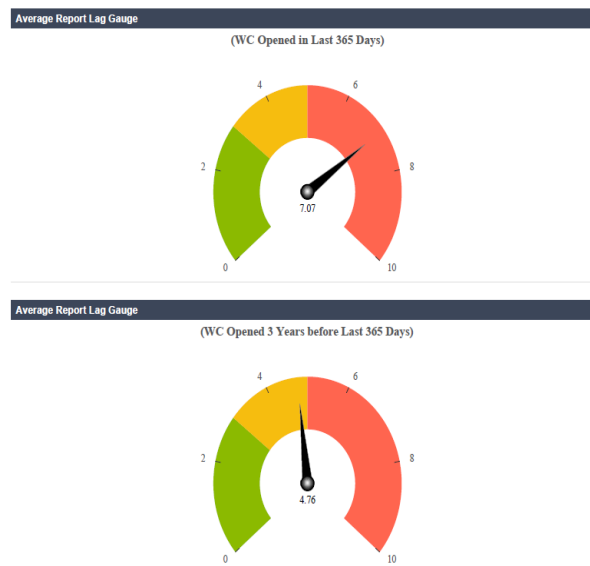 Average Report Lag Gauge
(WC Opened in Last 365 Days)
4 6
2 8
7.07
0 10
Average Report Lag Gauge
(WC Opened 3 Years before Last 365 Days)
4 6
2 8
4.76
0 10